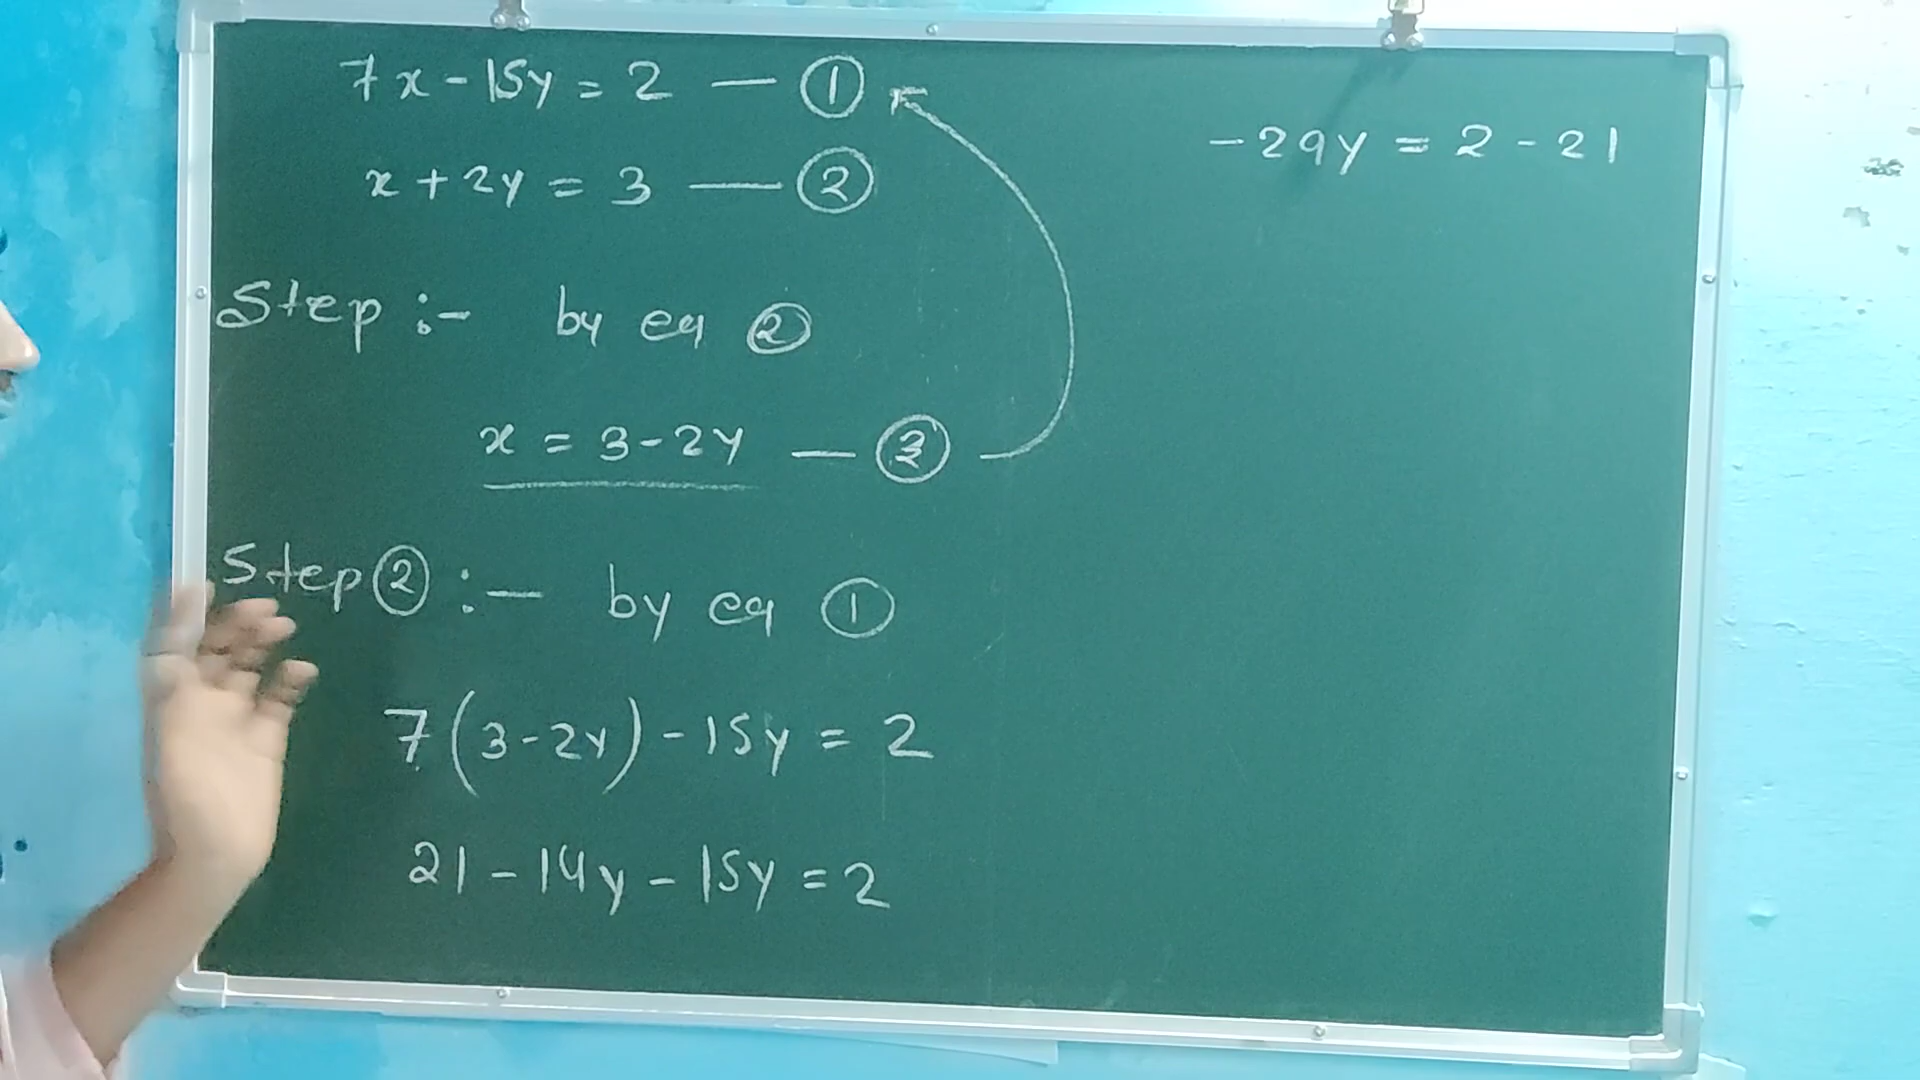 7x - 15y = 2 — ①
x + 2y = 3 — ②
Step :- by eq ②
x = 3 - 2y — ③
Step ② :- by eq ①
7(3 - 2y) - 15y = 2
21 - 14y - 15y = 2
-29y = 2 - 21